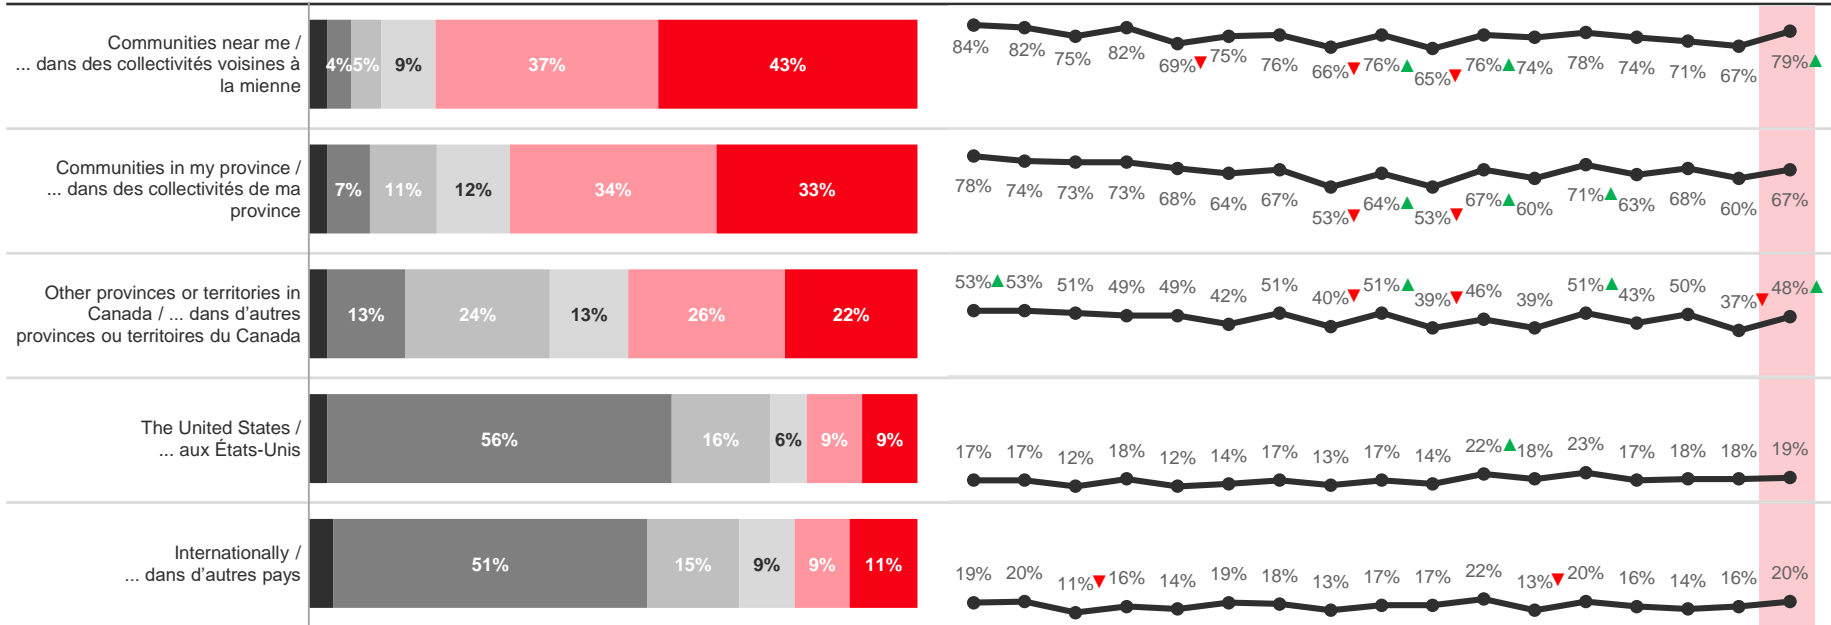 Communities near me /
... dans des collectivités voisines à
la mienne
4% 5% 9% 37% 43%
84% 82% 75% 82% 69%▼ 75% 76% 66%▼ 76%▲ 65%▼ 76%▲ 74% 78% 74% 71% 67% 79%▲
Communities in my province /
... dans des collectivités de ma
province
7% 11% 12% 34% 33%
78% 74% 73% 73% 68% 64% 67% 53%▼ 64%▲ 53%▼ 67%▲ 60% 71%▲ 63% 68% 60% 67%
Other provinces or territories in
Canada / ... dans d'autres
provinces ou territoires du Canada
13% 24% 13% 26% 22%
53%▲ 53% 51% 49% 49% 42% 51% 40%▼ 51%▲ 39%▼ 46% 39% 51%▲ 43% 50% 37%▼ 48%▲
The United States /
... aux États-Unis
56% 16% 6% 9% 9%
17% 17% 12% 18% 12% 14% 17% 13% 17% 14% 22%▲ 18% 23% 17% 18% 18% 19%
Internationally /
... dans d'autres pays
51% 15% 9% 9% 11%
19% 20% 11%▼ 16% 14% 19% 18% 13% 17% 17% 22% 13%▼ 20% 16% 14% 16% 20%